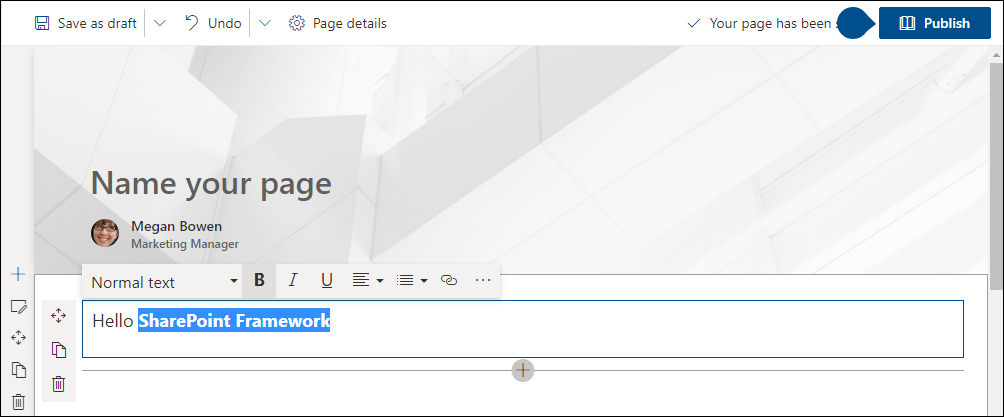 Save as draft Undo Page details Your page has been Publish
Name your page
Megan Bowen
Marketing Manager
Normal text B I U
Hello SharePoint Framework